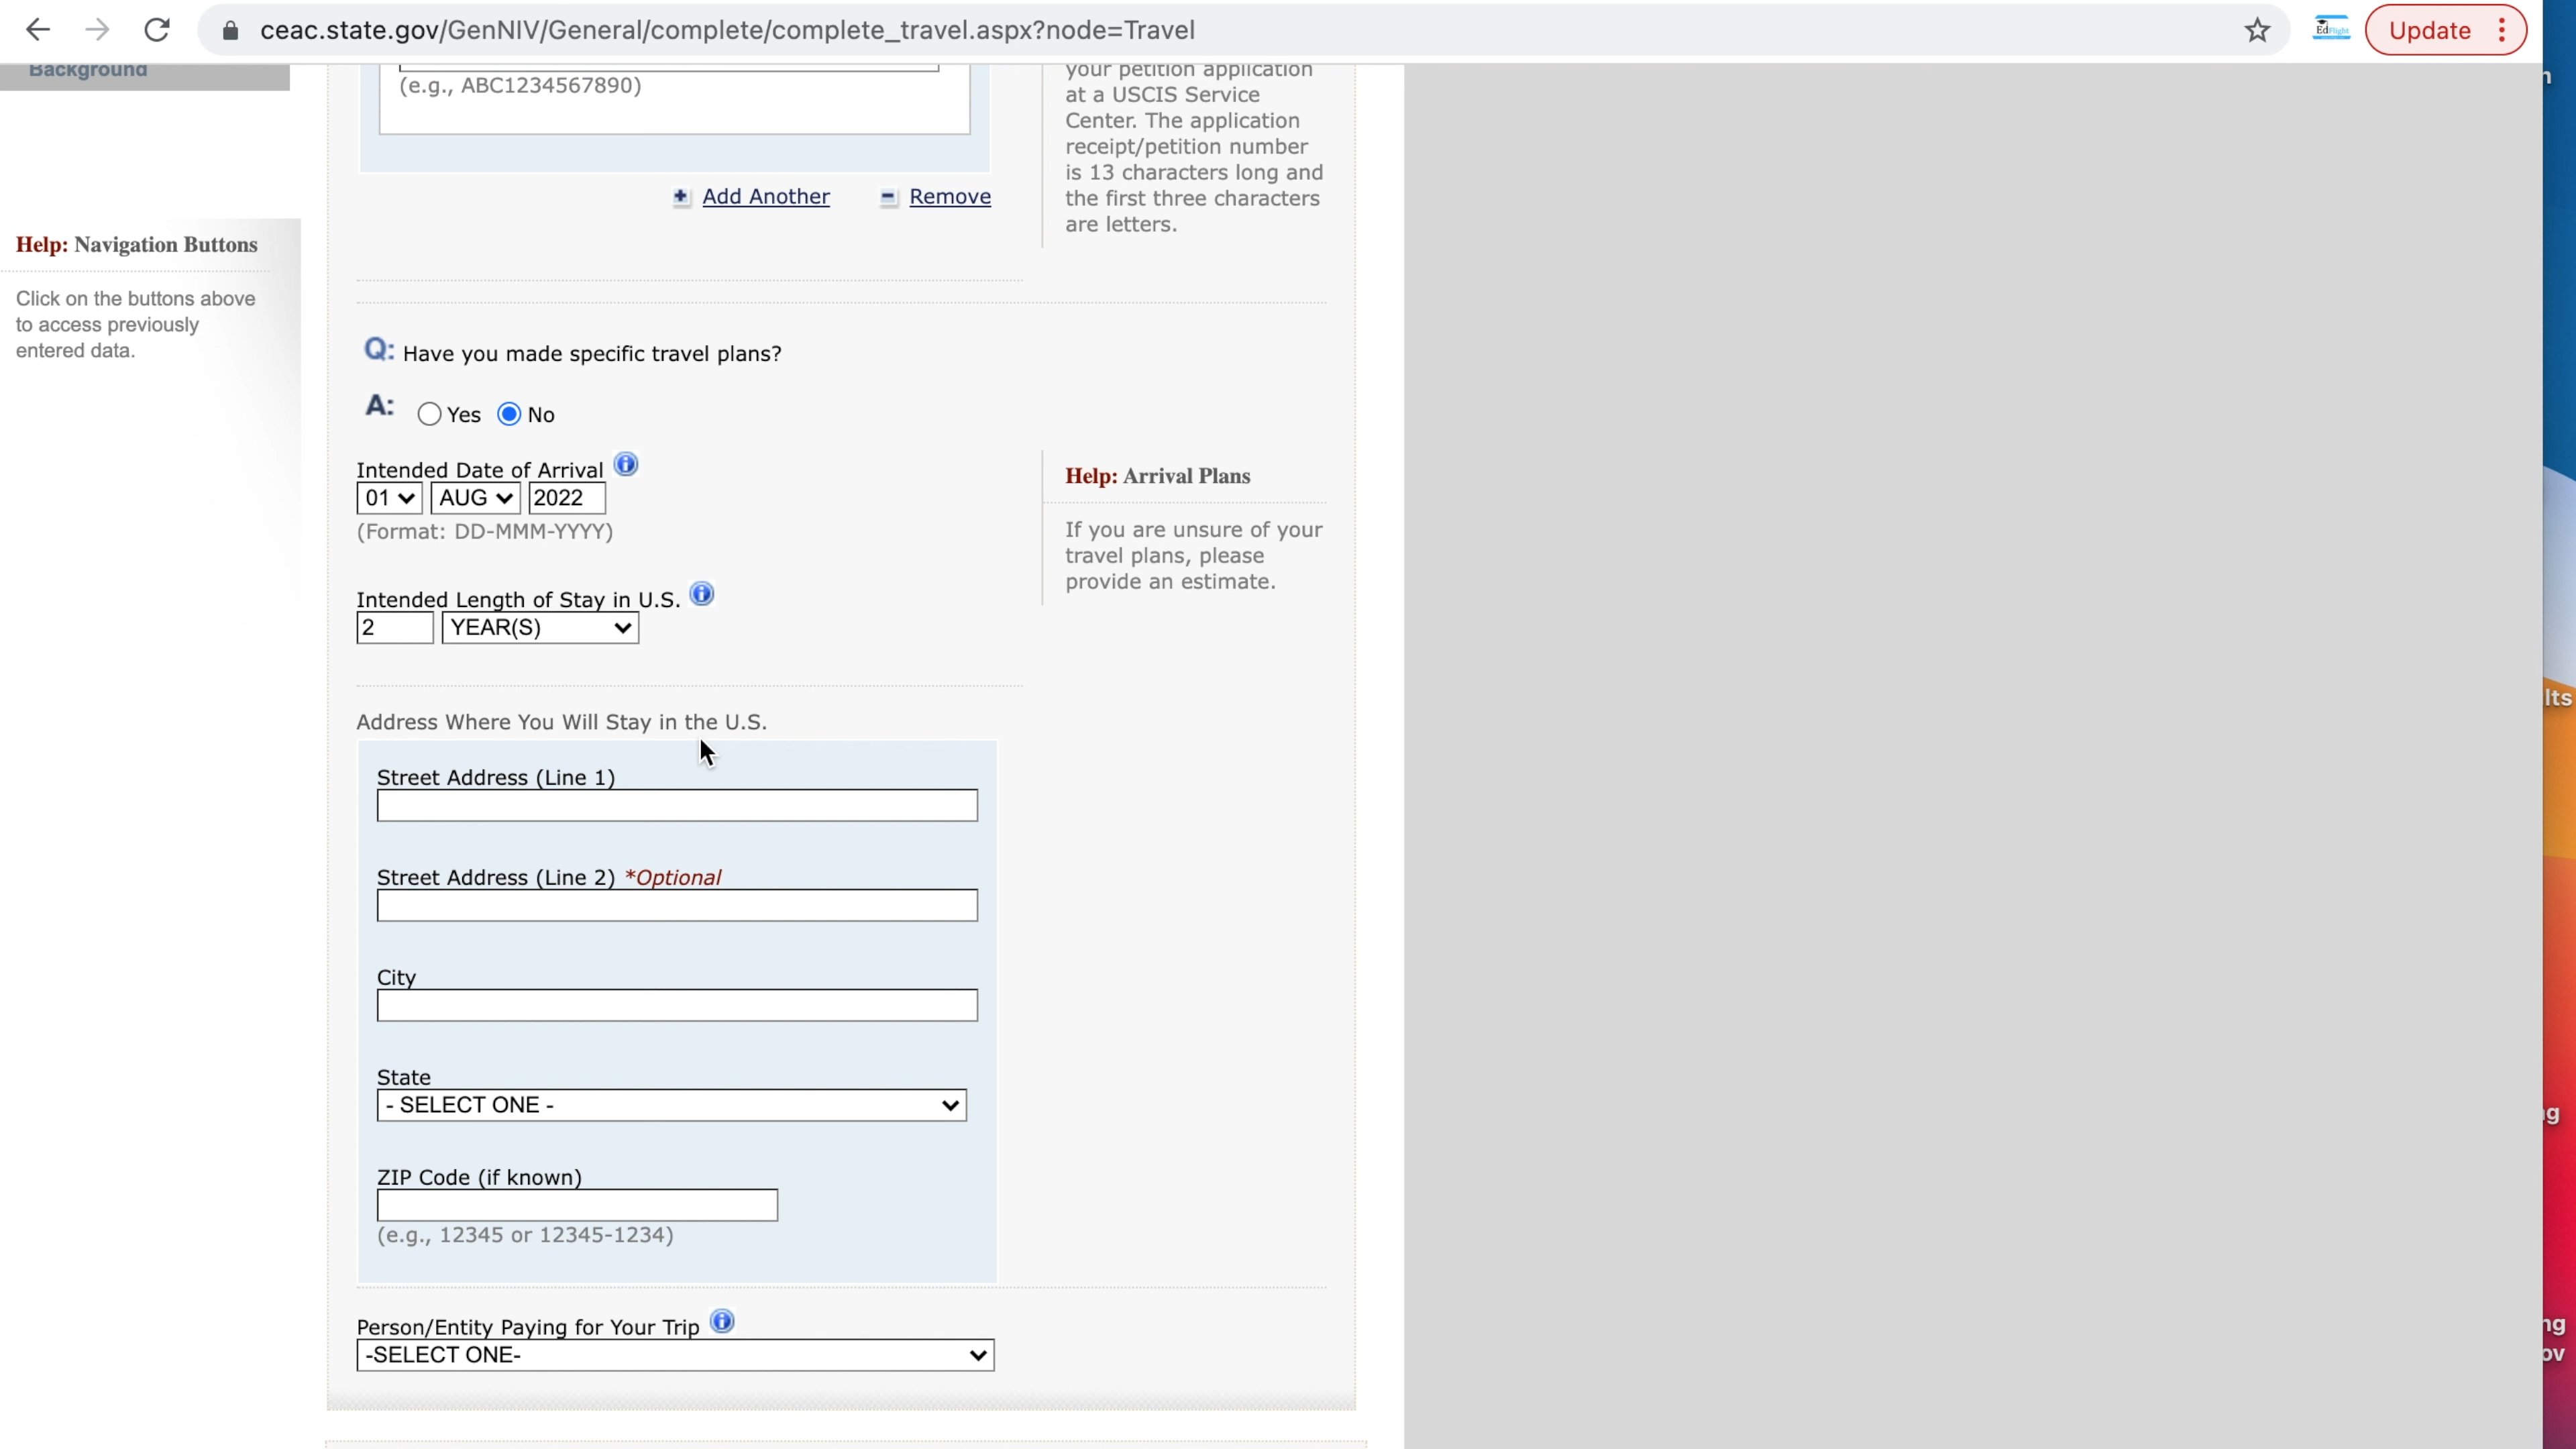 ceac.state.gov/GenNIV/General/complete/complete_travel.aspx?node=Travel
Update
Background
(e.g., ABC1234567890)
Add Another
Remove
your petition application
at a USCIS Service
Center. The application
receipt/petition number
is 13 characters long and
the first three characters
are letters.
Help: Navigation Buttons
Click on the buttons above
to access previously
entered data.
Q: Have you made specific travel plans?
A: Yes No
Intended Date of Arrival
01 AUG 2022
(Format: DD-MMM-YYYY)
Help: Arrival Plans
If you are unsure of your
travel plans, please
provide an estimate.
Intended Length of Stay in U.S.
2 YEAR(S)
Address Where You Will Stay in the U.S.
Street Address (Line 1)
Street Address (Line 2) *Optional
City
State
- SELECT ONE -
ZIP Code (if known)
(e.g., 12345 or 12345-1234)
Person/Entity Paying for Your Trip
-SELECT ONE-